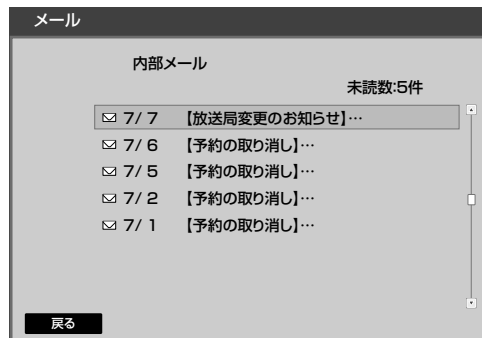 メール
内部メール
未読数:5件
7/ 7 【放送局変更のお知らせ】…
7/ 6 【予約の取り消し】…
7/ 5 【予約の取り消し】…
7/ 2 【予約の取り消し】…
7/ 1 【予約の取り消し】…
戻る